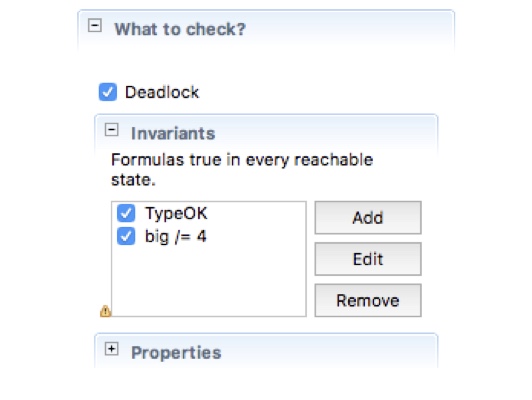 What to check?
Deadlock
Invariants
Formulas true in every reachable
state.
TypeOK
big /= 4
Add
Edit
Remove
Properties